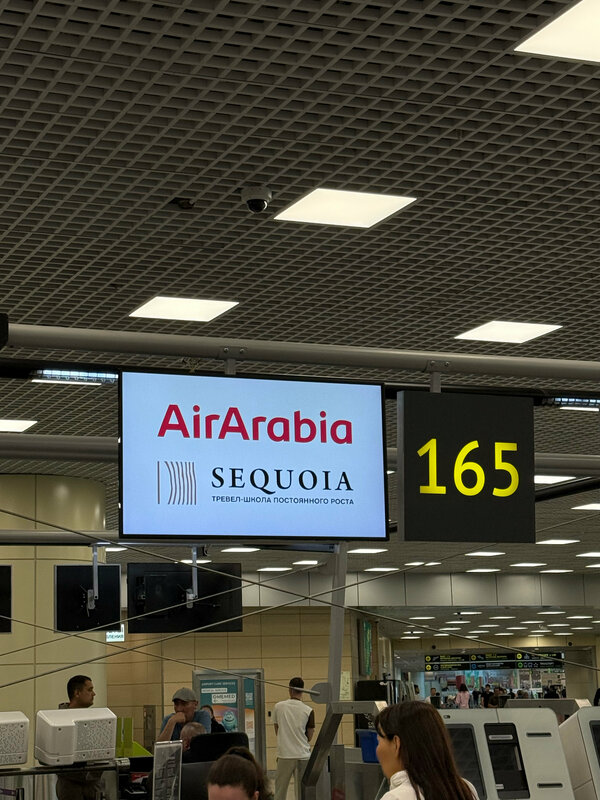 AirArabia
SEQUOIA
ТРЕВЕЛ-ШКОЛА ПОСТОЯННОГО РОСТА
165